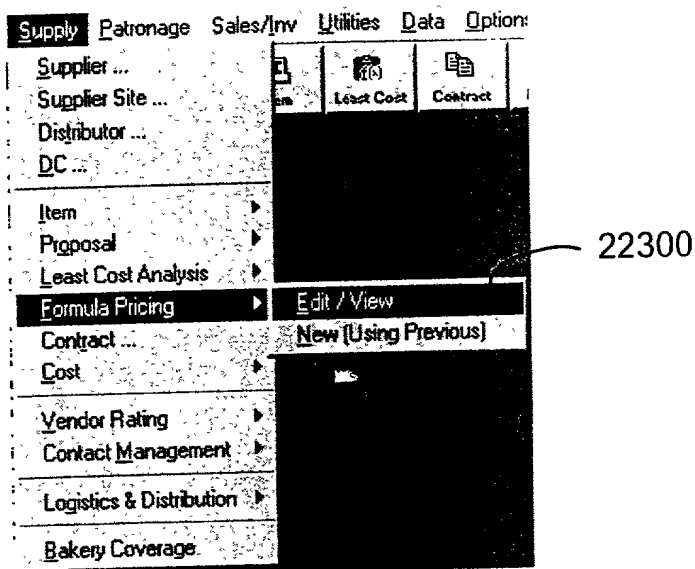 Supply Patronage Sales/Inv Utilities Data Options
Supplier ...
Supplier Site ...
Distributor ...
DC ...
Least Cost Contract
Item
Proposal
Least Cost Analysis
Formula Pricing
Edit / View
New (Using Previous)
22300
Contract ...
Cost
Vendor Rating
Contact Management
Logistics & Distribution
Bakery Coverage